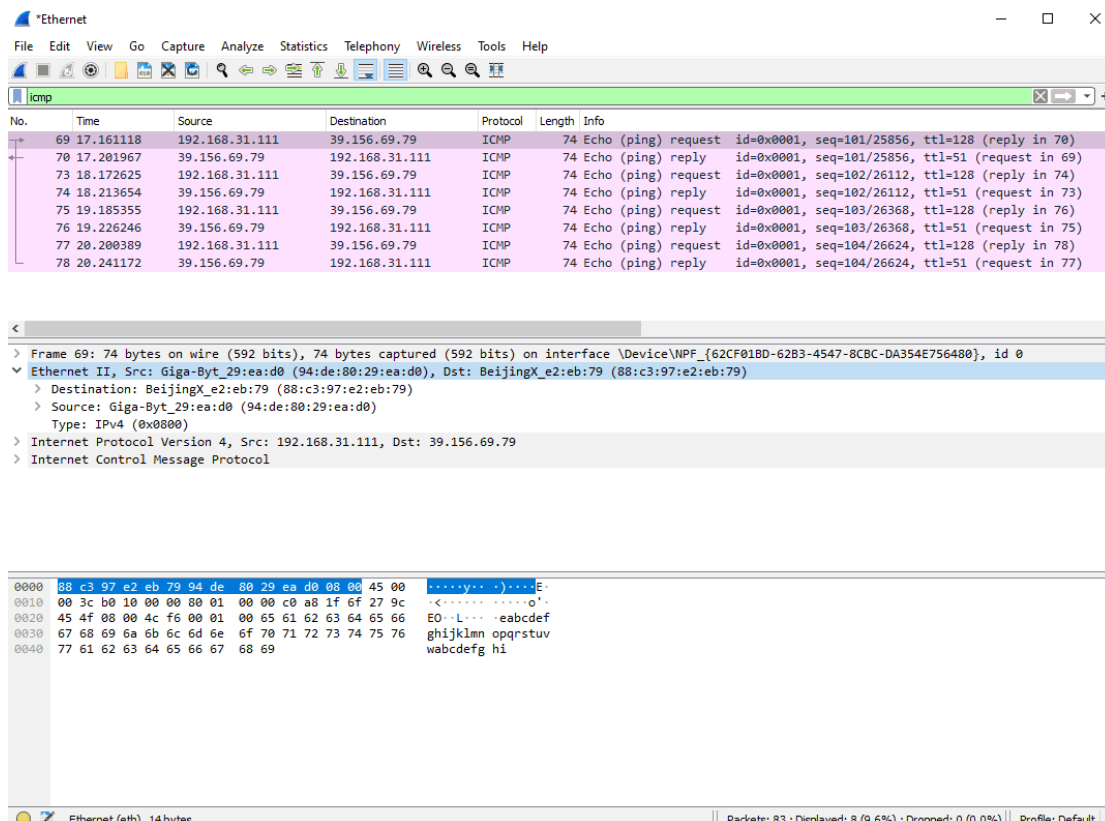 *Ethernet
File Edit View Go Capture Analyze Statistics Telephony Wireless Tools Help
icmp
No. Time Source Destination Protocol Length Info
69 17.161118 192.168.31.111 39.156.69.79 ICMP 74 Echo (ping) request id=0x0001, seq=101/25856, ttl=128 (reply in 70)
70 17.201967 39.156.69.79 192.168.31.111 ICMP 74 Echo (ping) reply id=0x0001, seq=101/25856, ttl=51 (request in 69)
73 18.172625 192.168.31.111 39.156.69.79 ICMP 74 Echo (ping) request id=0x0001, seq=102/26112, ttl=128 (reply in 74)
74 18.213654 39.156.69.79 192.168.31.111 ICMP 74 Echo (ping) reply id=0x0001, seq=102/26112, ttl=51 (request in 73)
75 19.185355 192.168.31.111 39.156.69.79 ICMP 74 Echo (ping) request id=0x0001, seq=103/26368, ttl=128 (reply in 76)
76 19.226246 39.156.69.79 192.168.31.111 ICMP 74 Echo (ping) reply id=0x0001, seq=103/26368, ttl=51 (request in 75)
77 20.200389 192.168.31.111 39.156.69.79 ICMP 74 Echo (ping) request id=0x0001, seq=104/26624, ttl=128 (reply in 78)
78 20.241172 39.156.69.79 192.168.31.111 ICMP 74 Echo (ping) reply id=0x0001, seq=104/26624, ttl=51 (request in 77)
Frame 69: 74 bytes on wire (592 bits), 74 bytes captured (592 bits) on interface \Device\NPF_{62CF01BD-62B3-4547-8CBC-DA354E756480}, id 0
Ethernet II, Src: Giga-Byt_29:ea:d0 (94:de:80:29:ea:d0), Dst: BeijingX_e2:eb:79 (88:c3:97:e2:eb:79)
Destination: BeijingX_e2:eb:79 (88:c3:97:e2:eb:79)
Source: Giga-Byt_29:ea:d0 (94:de:80:29:ea:d0)
Type: IPv4 (0x0800)
Internet Protocol Version 4, Src: 192.168.31.111, Dst: 39.156.69.79
Internet Control Message Protocol
0000 88 c3 97 e2 eb 79 94 de 80 29 ea d0 08 00 45 00 ·····y·· ·)····E·
0010 00 3c b0 10 00 00 80 01 00 00 c0 a8 1f 6f 27 9c ·<······ ·····o'·
0020 45 4f 08 00 4c f6 00 01 00 65 61 62 63 64 65 66 EO··L··· ·eabcdef
0030 67 68 69 6a 6b 6c 6d 6e 6f 70 71 72 73 74 75 76 ghijklmn opqrstuv
0040 77 61 62 63 64 65 66 67 68 69 wabcdefg hi
Ethernet (eth), 14 bytes Packets: 83 · Displayed: 8 (9.6%) · Dropped: 0 (0.0%) Profile: Default